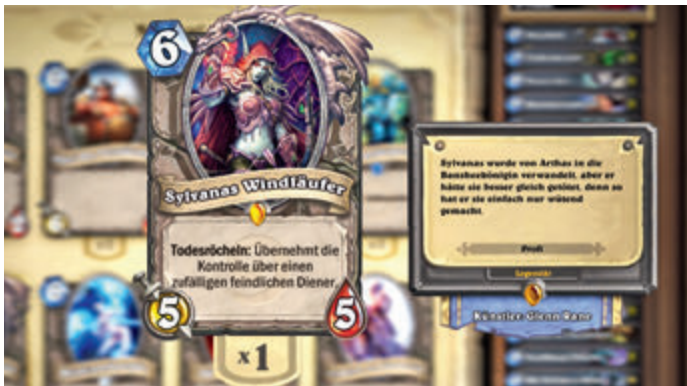 6
Sylvanas Windläufer
Todesröcheln: Übernimmt die
Kontrolle über einen
zufälligen feindlichen Diener.
5
5
x1
Sylvanas wurde von Arthas in die
Bansheekönigin verwandelt, aber er
hätte sie besser gleich getötet, denn so
hat er sie einfach nur wütend
gemacht.
Profi
Legendär
Künstler: Glenn Rane